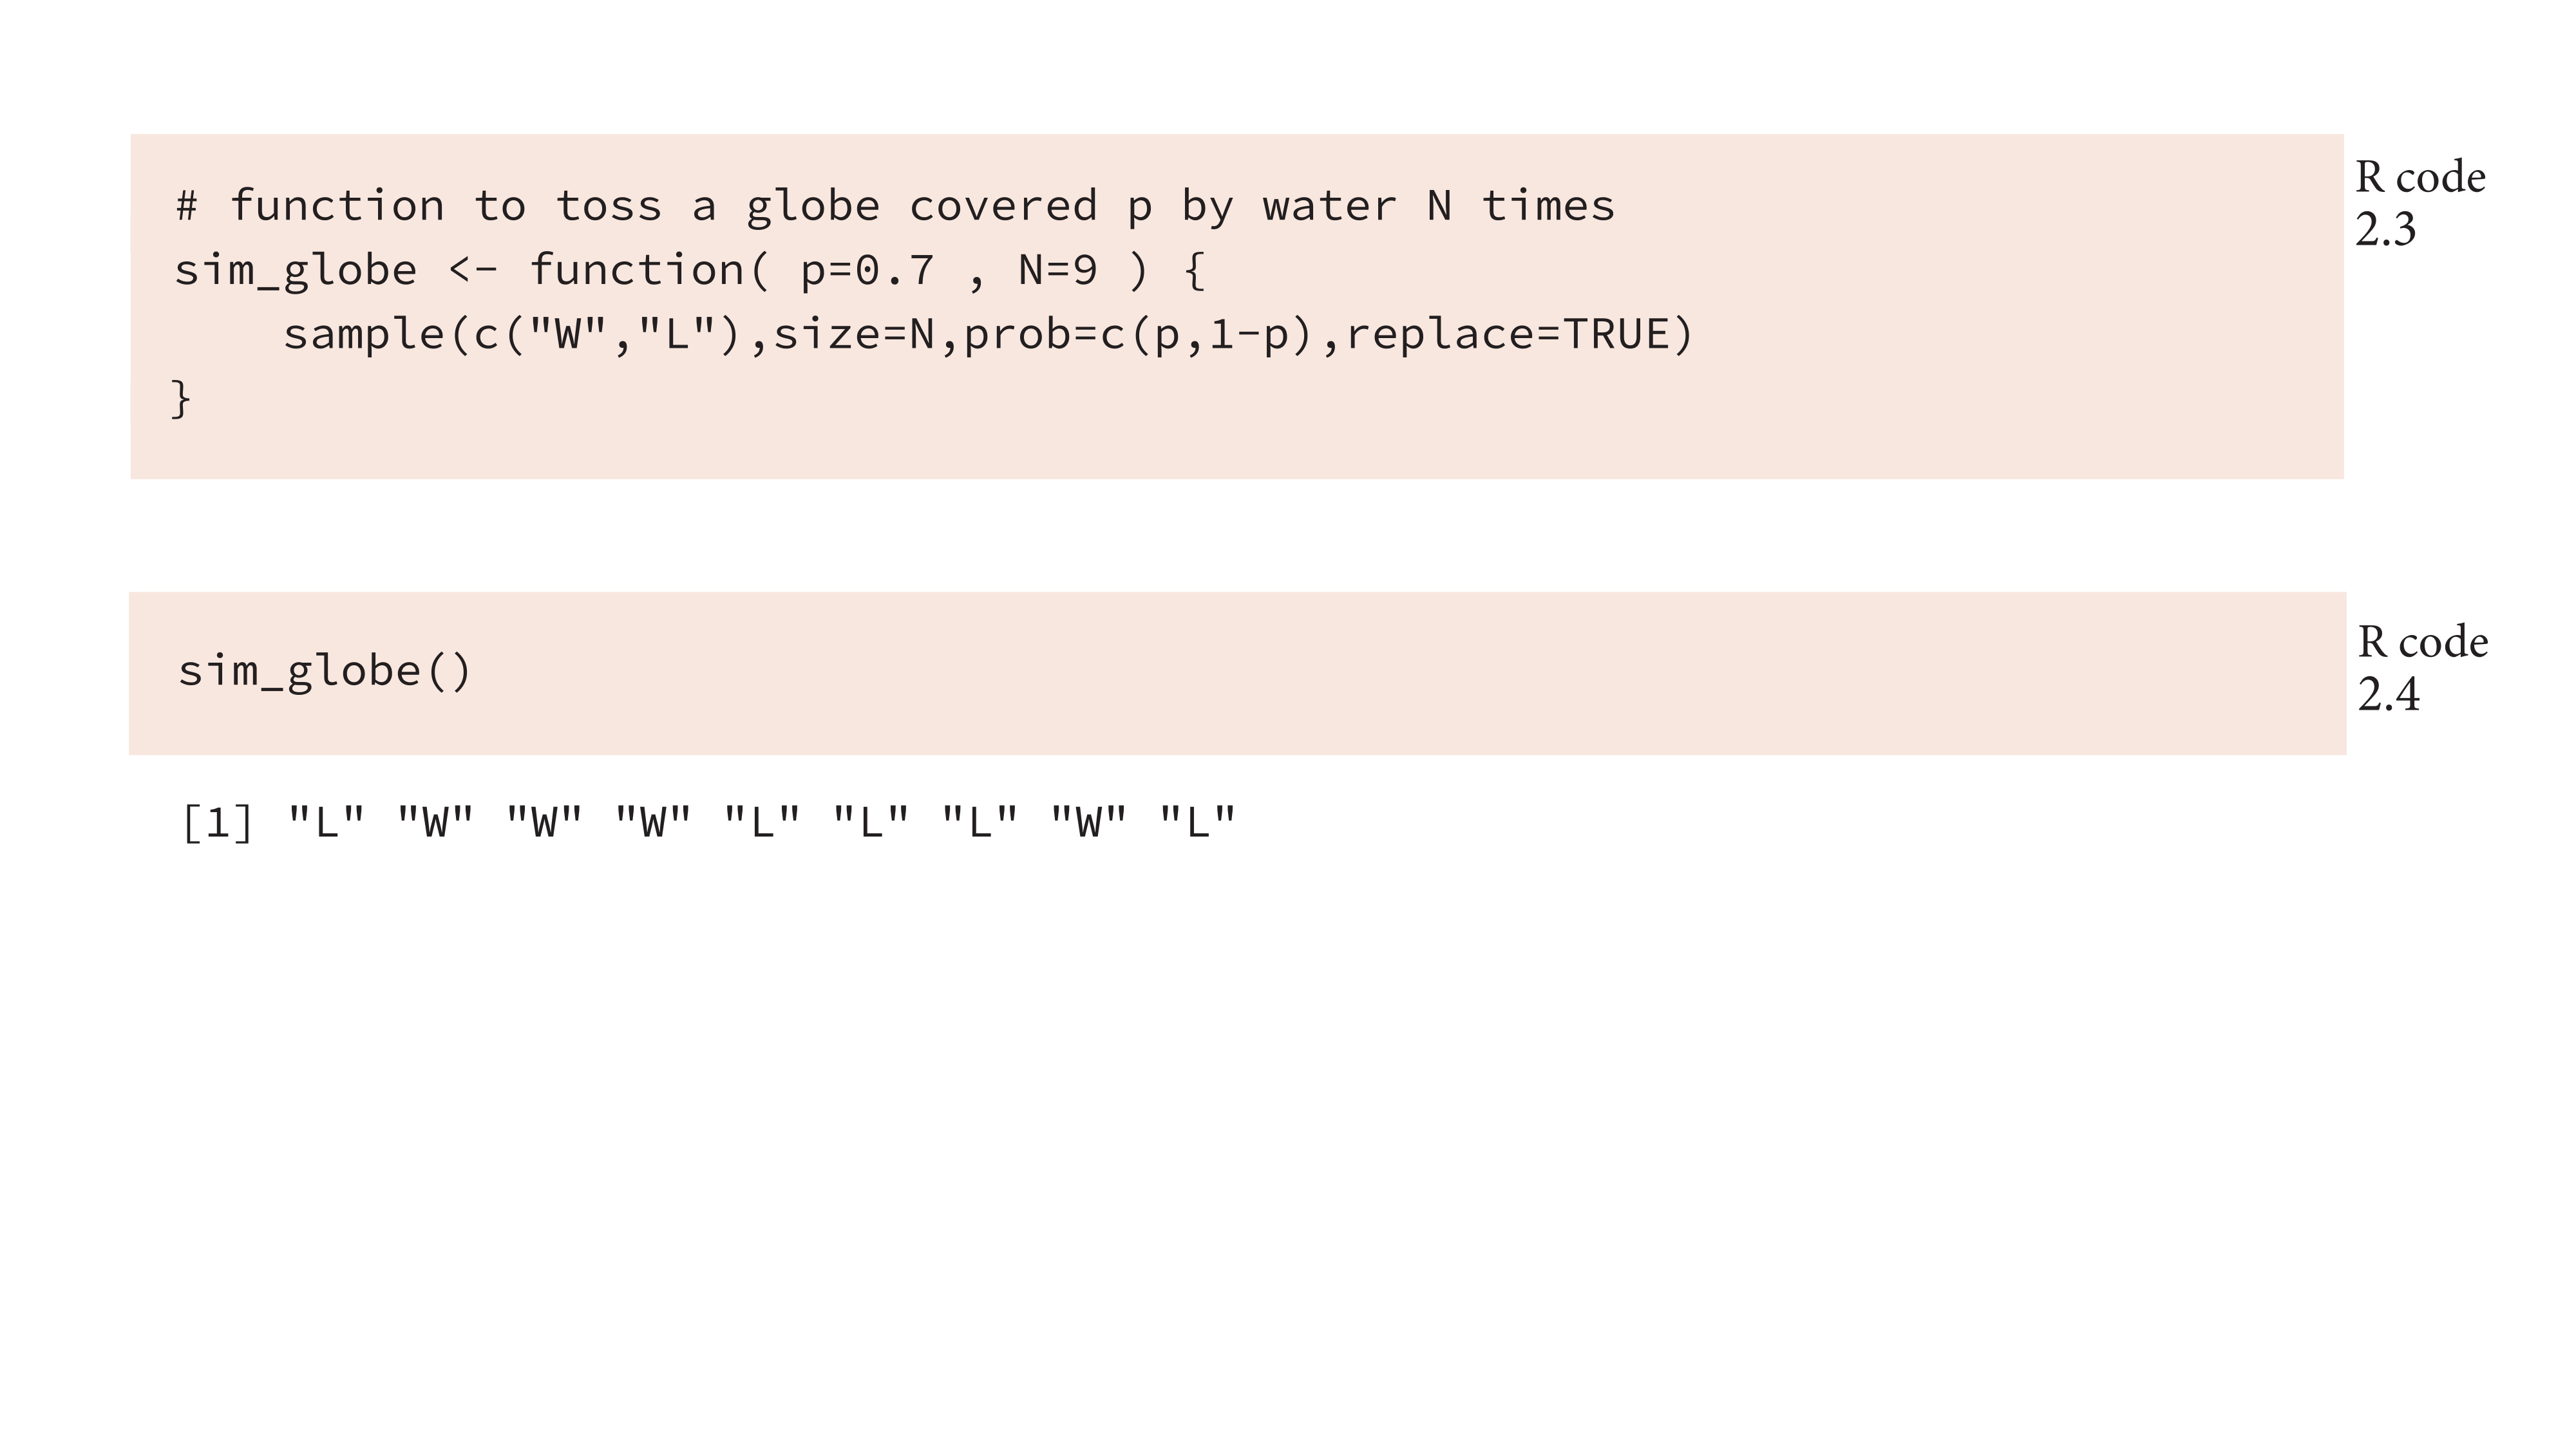 # function to toss a globe covered p by water N times
sim_globe <- function( p=0.7 , N=9 ) {
    sample(c("W","L"),size=N,prob=c(p,1-p),replace=TRUE)
}
R code
2.3
sim_globe()
R code
2.4
[1] "L" "W" "W" "W" "L" "L" "L" "W" "L"